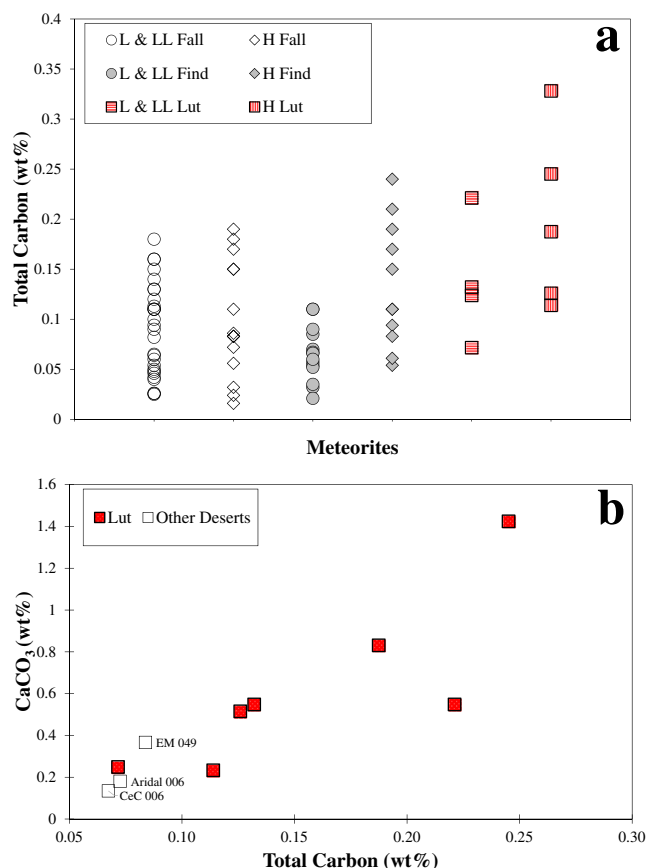 a
L & LL Fall H Fall
L & LL Find H Find
L & LL Lut H Lut
0.4
0.35
0.3
0.25
0.2
0.15
0.1
0.05
0
Total Carbon (wt%)
Meteorites
b
Lut Other Deserts
1.6
1.4
1.2
1
0.8
0.6
0.4
0.2
0
CaCO₃ (wt%)
EM 049
Aridal 006
CeC 006
0.05 0.10 0.15 0.20 0.25 0.30
Total Carbon (wt%)